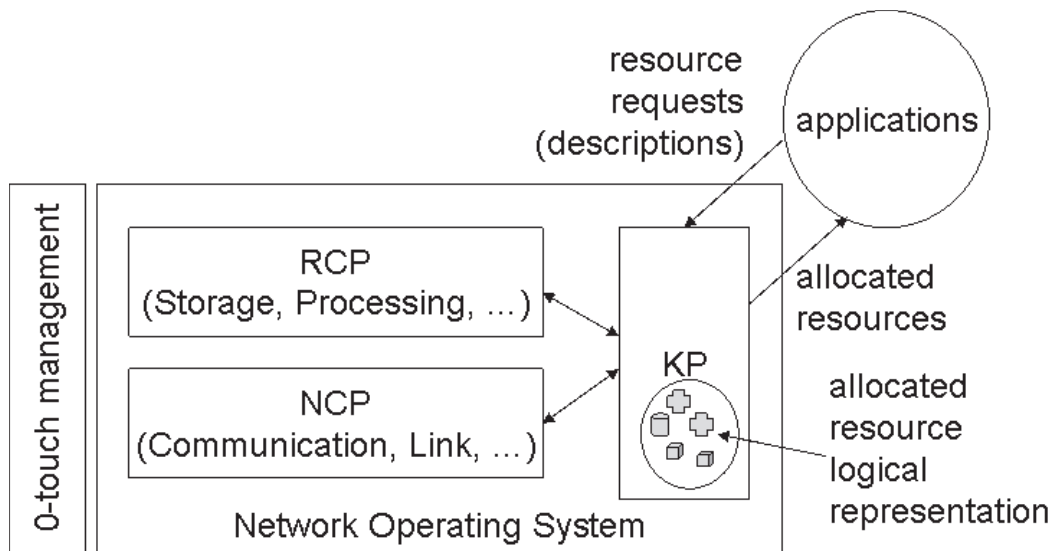 resource
requests
(descriptions)
applications
0-touch management
RCP
(Storage, Processing, ...)
allocated
resources
KP
NCP
(Communication, Link, ...)
allocated
resource
logical
representation
Network Operating System